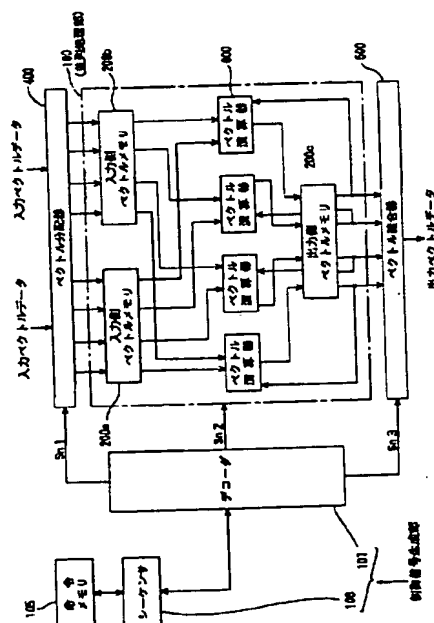 入力ベクトルデータ
入力ベクトルデータ
400
ベクトル分配器
180
(並列処理部)
Sn1
200a
入力側
ベクトルメモリ
200b
入力側
ベクトルメモリ
105
命令
メモリ
シーケンサ
108
デコーダ
107
制御信号生成部
Sn2
ベクトル
演算器
ベクトル
演算器
ベクトル
演算器
ベクトル
演算器
600
200c
出力側
ベクトルメモリ
Sn3
500
ベクトル結合器
出力ベクトルデータ